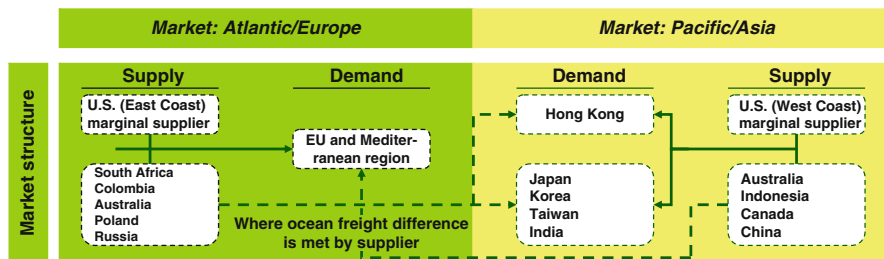 Market: Atlantic/Europe
Market: Pacific/Asia
Market structure
Supply
Demand
Demand
Supply
U.S. (East Coast)
marginal supplier
EU and Mediter-
ranean region
South Africa
Colombia
Australia
Poland
Russia
Where ocean freight difference
is met by supplier
Hong Kong
Japan
Korea
Taiwan
India
U.S. (West Coast)
marginal supplier
Australia
Indonesia
Canada
China